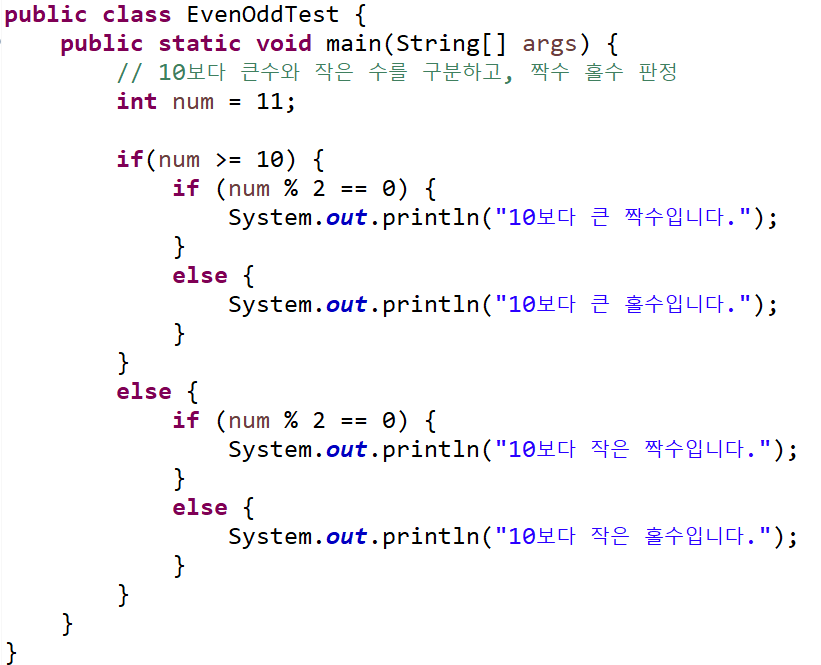 public class EvenOddTest {
    public static void main(String[] args) {
        // 10보다 큰수와 작은 수를 구분하고, 짝수 홀수 판정
        int num = 11;

        if(num >= 10) {
            if (num % 2 == 0) {
                System.out.println("10보다 큰 짝수입니다.");
            }
            else {
                System.out.println("10보다 큰 홀수입니다.");
            }
        }
        else {
            if (num % 2 == 0) {
                System.out.println("10보다 작은 짝수입니다.");
            }
            else {
                System.out.println("10보다 작은 홀수입니다.");
            }
        }
    }
}